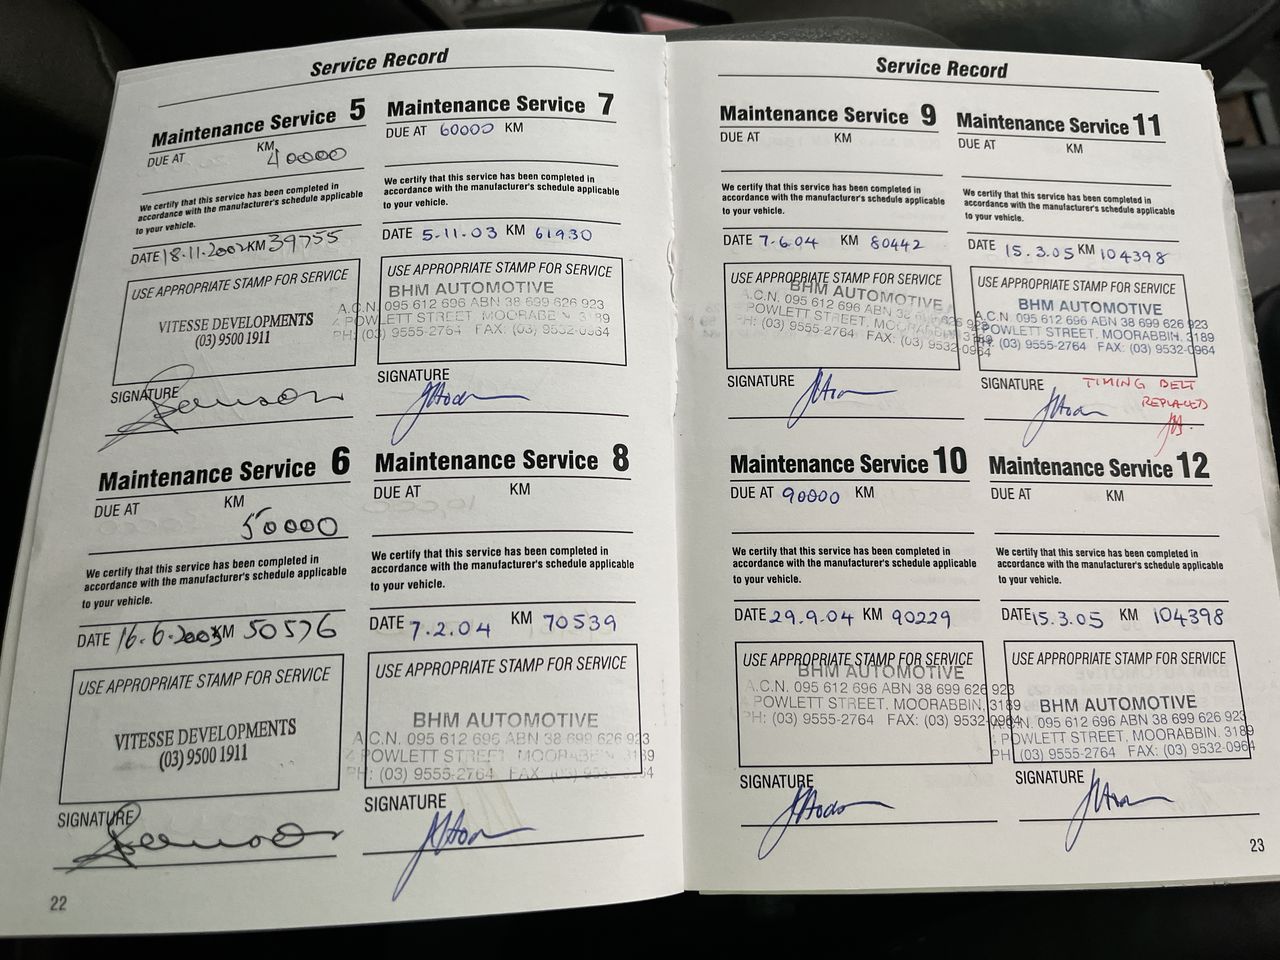 Service Record
Maintenance Service 5
DUE AT KM
40000
We certify that this service has been completed in
accordance with the manufacturer's schedule applicable
to your vehicle.
DATE 18.11.2002 KM 39755
USE APPROPRIATE STAMP FOR SERVICE
VITESSE DEVELOPMENTS
(03) 9500 1911
SIGNATURE
Maintenance Service 7
DUE AT 60000 KM
We certify that this service has been completed in
accordance with the manufacturer's schedule applicable
to your vehicle.
DATE 5.11.03 KM 61930
USE APPROPRIATE STAMP FOR SERVICE
BHM AUTOMOTIVE
A.C.N. 095 612 696 ABN 38 699 626 923
POWLETT STREET, MOORABBIN, 3189
PH: (03) 9555-2764 FAX: (03) 9532-0964
SIGNATURE
Maintenance Service 6
DUE AT KM
50000
We certify that this service has been completed in
accordance with the manufacturer's schedule applicable
to your vehicle.
DATE 16.6.2003 KM 50576
USE APPROPRIATE STAMP FOR SERVICE
VITESSE DEVELOPMENTS
(03) 9500 1911
SIGNATURE
Maintenance Service 8
DUE AT KM
We certify that this service has been completed in
accordance with the manufacturer's schedule applicable
to your vehicle.
DATE 7.2.04 KM 70539
USE APPROPRIATE STAMP FOR SERVICE
BHM AUTOMOTIVE
A.C.N. 095 612 696 ABN 38 699 626 923
POWLETT STREET, MOORABBIN, 3189
PH: (03) 9555-2764 FAX
SIGNATURE
22
Service Record
Maintenance Service 9
DUE AT KM
We certify that this service has been completed in
accordance with the manufacturer's schedule applicable
to your vehicle.
DATE 7.6.04 KM 80442
USE APPROPRIATE STAMP FOR SERVICE
BHM AUTOMOTIVE
A.C.N. 095 612 696 ABN 38 699 626 923
POWLETT STREET, MOORABBIN, 3189
PH: (03) 9555-2764 FAX: (03) 9532-0964
SIGNATURE
Maintenance Service 11
DUE AT KM
We certify that this service has been completed in
accordance with the manufacturer's schedule applicable
to your vehicle.
DATE 15.3.05 KM 104398
USE APPROPRIATE STAMP FOR SERVICE
BHM AUTOMOTIVE
A.C.N. 095 612 696 ABN 38 699 626 923
POWLETT STREET, MOORABBIN, 3189
PH: (03) 9555-2764 FAX: (03) 9532-0964
SIGNATURE
TIMING BELT
REPLACED
Maintenance Service 10
DUE AT 90000 KM
We certify that this service has been completed in
accordance with the manufacturer's schedule applicable
to your vehicle.
DATE 29.9.04 KM 90229
USE APPROPRIATE STAMP FOR SERVICE
BHM AUTOMOTIVE
A.C.N. 095 612 696 ABN 38 699 626 923
POWLETT STREET, MOORABBIN, 3189
PH: (03) 9555-2764 FAX: (03) 9532-0964
SIGNATURE
Maintenance Service 12
DUE AT KM
We certify that this service has been completed in
accordance with the manufacturer's schedule applicable
to your vehicle.
DATE 15.3.05 KM 104398
USE APPROPRIATE STAMP FOR SERVICE
BHM AUTOMOTIVE
A.C.N. 095 612 696 ABN 38 699 626 923
POWLETT STREET, MOORABBIN, 3189
PH: (03) 9555-2764 FAX: (03) 9532-0964
SIGNATURE
23